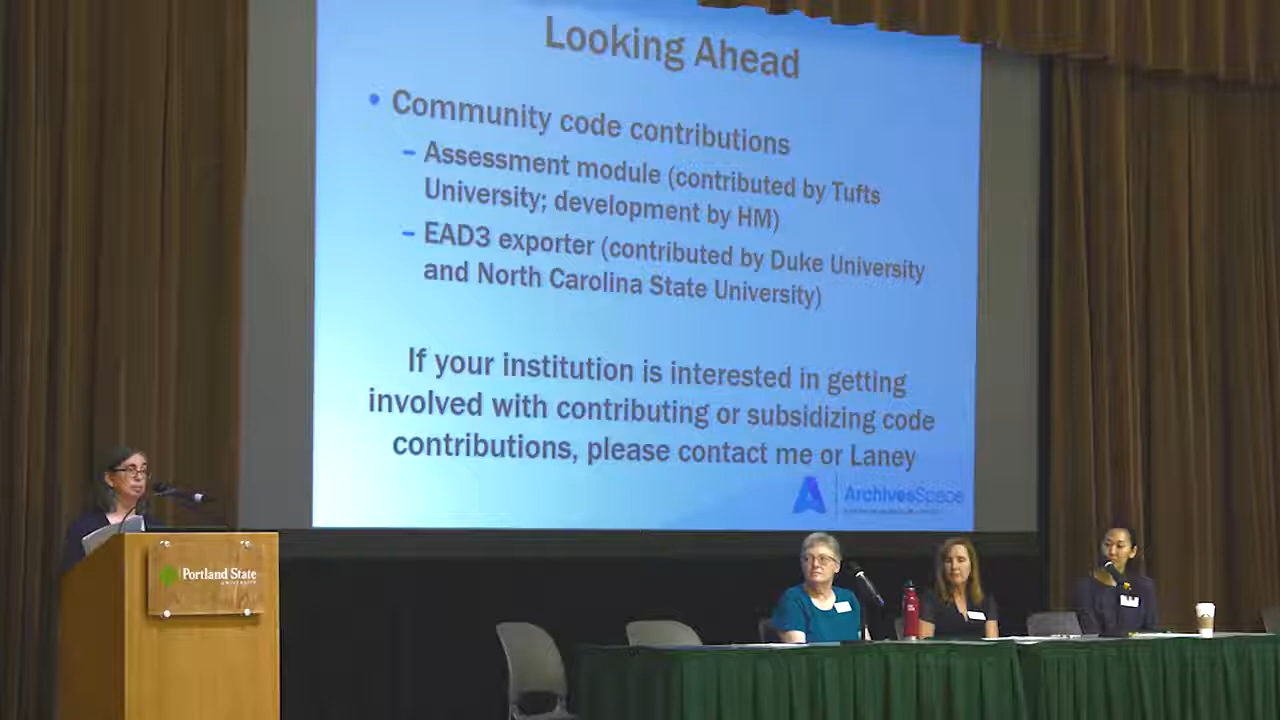 Looking Ahead
• Community code contributions
– Assessment module (contributed by Tufts
University; development by HM)
– EAD3 exporter (contributed by Duke University
and North Carolina State University)
If your institution is interested in getting
involved with contributing or subsidizing code
contributions, please contact me or Laney
ArchivesSpace
Portland State
UNIVERSITY